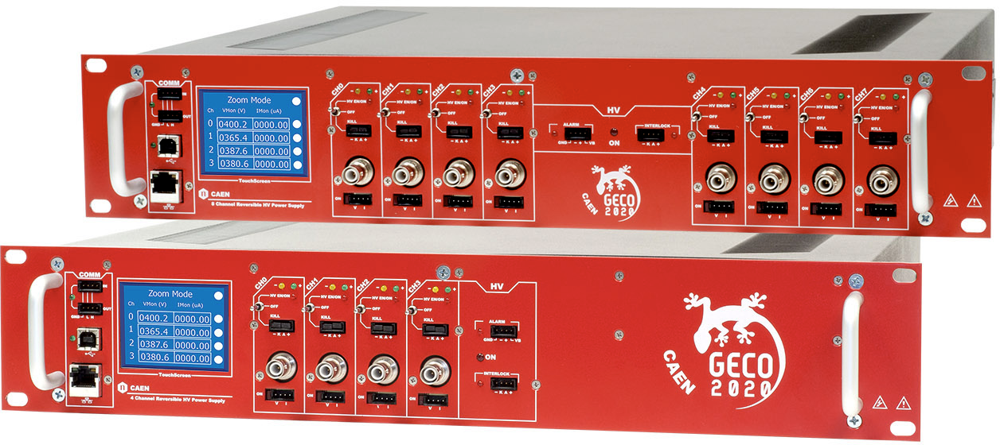 COMM
IN
OUT
GND L H
Zoom Mode
Ch VMon (V) IMon (uA)
0 0400.2 0000.00
1 0365.4 0000.00
2 0387.6 0000.00
3 0380.6 0000.00
TouchScreen
CAEN
8 Channel Reversible HV Power Supply
CH0 CH1 CH2 CH3
- + - + - + - +
HV EN/ON HV EN/ON HV EN/ON HV EN/ON
OFF OFF OFF OFF
KILL KILL KILL KILL
- K A + - K A + - K A + - K A +
ON ON ON ON
V I V I V I V I
HV
ALARM
GND - + VB
ON
INTERLOCK
- K A +
CAEN
GECO
2020
CH4 CH5 CH6 CH7
- + - + - + - +
HV EN/ON HV EN/ON HV EN/ON HV EN/ON
OFF OFF OFF OFF
KILL KILL KILL KILL
- K A + - K A + - K A + - K A +
ON ON ON ON
V I V I V I V I
COMM
IN
OUT
GND L H
Zoom Mode
Ch VMon (V) IMon (uA)
0 0400.2 0000.00
1 0365.4 0000.00
2 0387.6 0000.00
3 0380.6 0000.00
TouchScreen
CAEN
4 Channel Reversible HV Power Supply
CH0 CH1 CH2 CH3
- + - + - + - +
HV EN/ON HV EN/ON HV EN/ON HV EN/ON
OFF OFF OFF OFF
KILL KILL KILL KILL
- K A + - K A + - K A + - K A +
ON ON ON ON
V I V I V I V I
HV
ALARM
GND - + VB
ON
INTERLOCK
- K A +
CAEN
GECO
2020